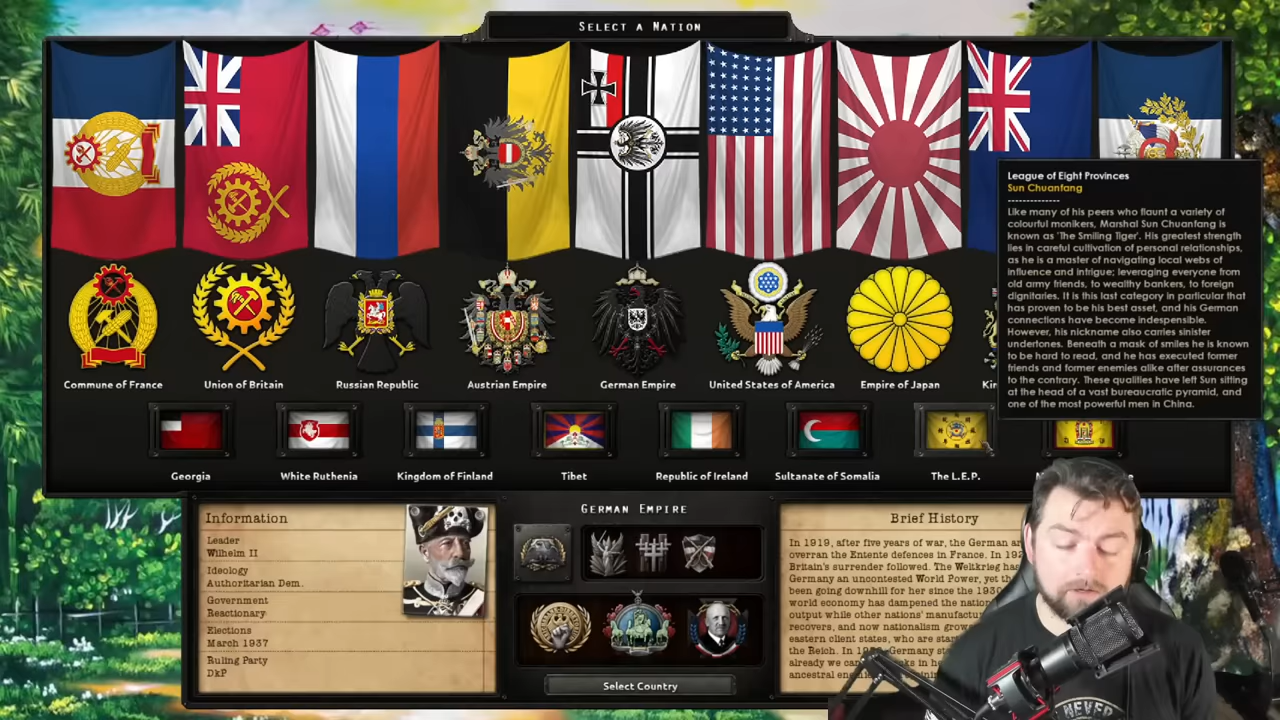 SELECT A NATION
League of Eight Provinces
Sun Chuanfang
--------------
Like many of his peers who flaunt a variety of
colourful monikers, Marshal Sun Chuanfang is
known as 'The Smiling Tiger'. His greatest strength
lies in careful cultivation of personal relationships,
as he is a master of navigating local webs of
influence and intrigue; leveraging everyone from
old army friends, to wealthy bankers, to foreign
dignitaries. It is this last category in particular that
has proven to be his best asset, and his German
connections have become indespensible.
However, his nickname also carries sinister
undertones. Beneath a mask of smiles he is known
to be hard to read, and he has executed former
friends and former enemies alike after assurances
to the contrary. These qualities have left Sun sitting
at the head of a vast bureaucratic pyramid, and
one of the most powerful men in China.
Commune of France
Union of Britain
Russian Republic
Austrian Empire
German Empire
United States of America
Empire of Japan
Georgia
White Ruthenia
Kingdom of Finland
Tibet
Republic of Ireland
Sultanate of Somalia
The L.E.P.
Information
Leader
Wilhelm II
Ideology
Authoritarian Dem.
Government
Reactionary
Elections
March 1937
Ruling Party
DkP
GERMAN EMPIRE
Select Country
Brief History
In 1919, after five years of war, the German
overran the Entente defences in France. In
Britain's surrender followed. The Weltkrieg
Germany an uncontested World Power, yet
been going downhill for her since the
world economy has dampened the
output while other nations'
recovers, and now nationalism
eastern client states, who are
the Reich. In Germany
already we
ancestral
NEVER